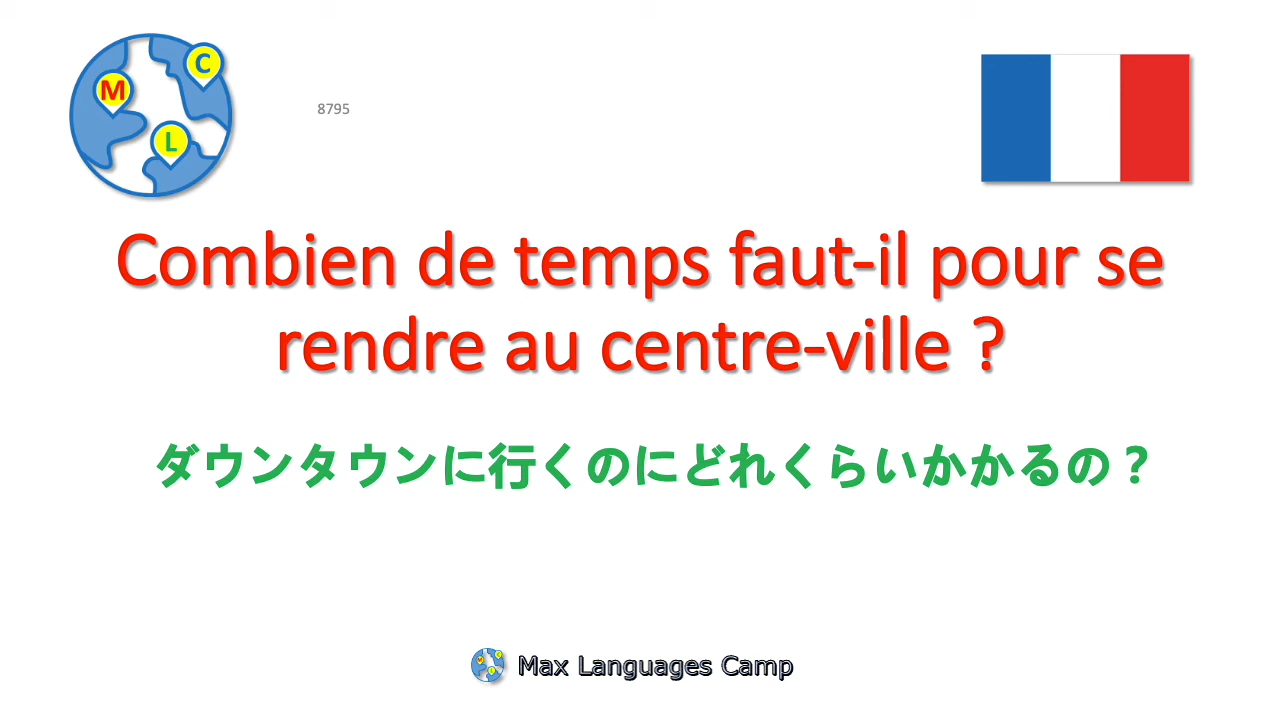 M
C
L
8795
Combien de temps faut-il pour se
rendre au centre-ville ?
ダウンタウンに行くのにどれくらいかかるの？
Max Languages Camp